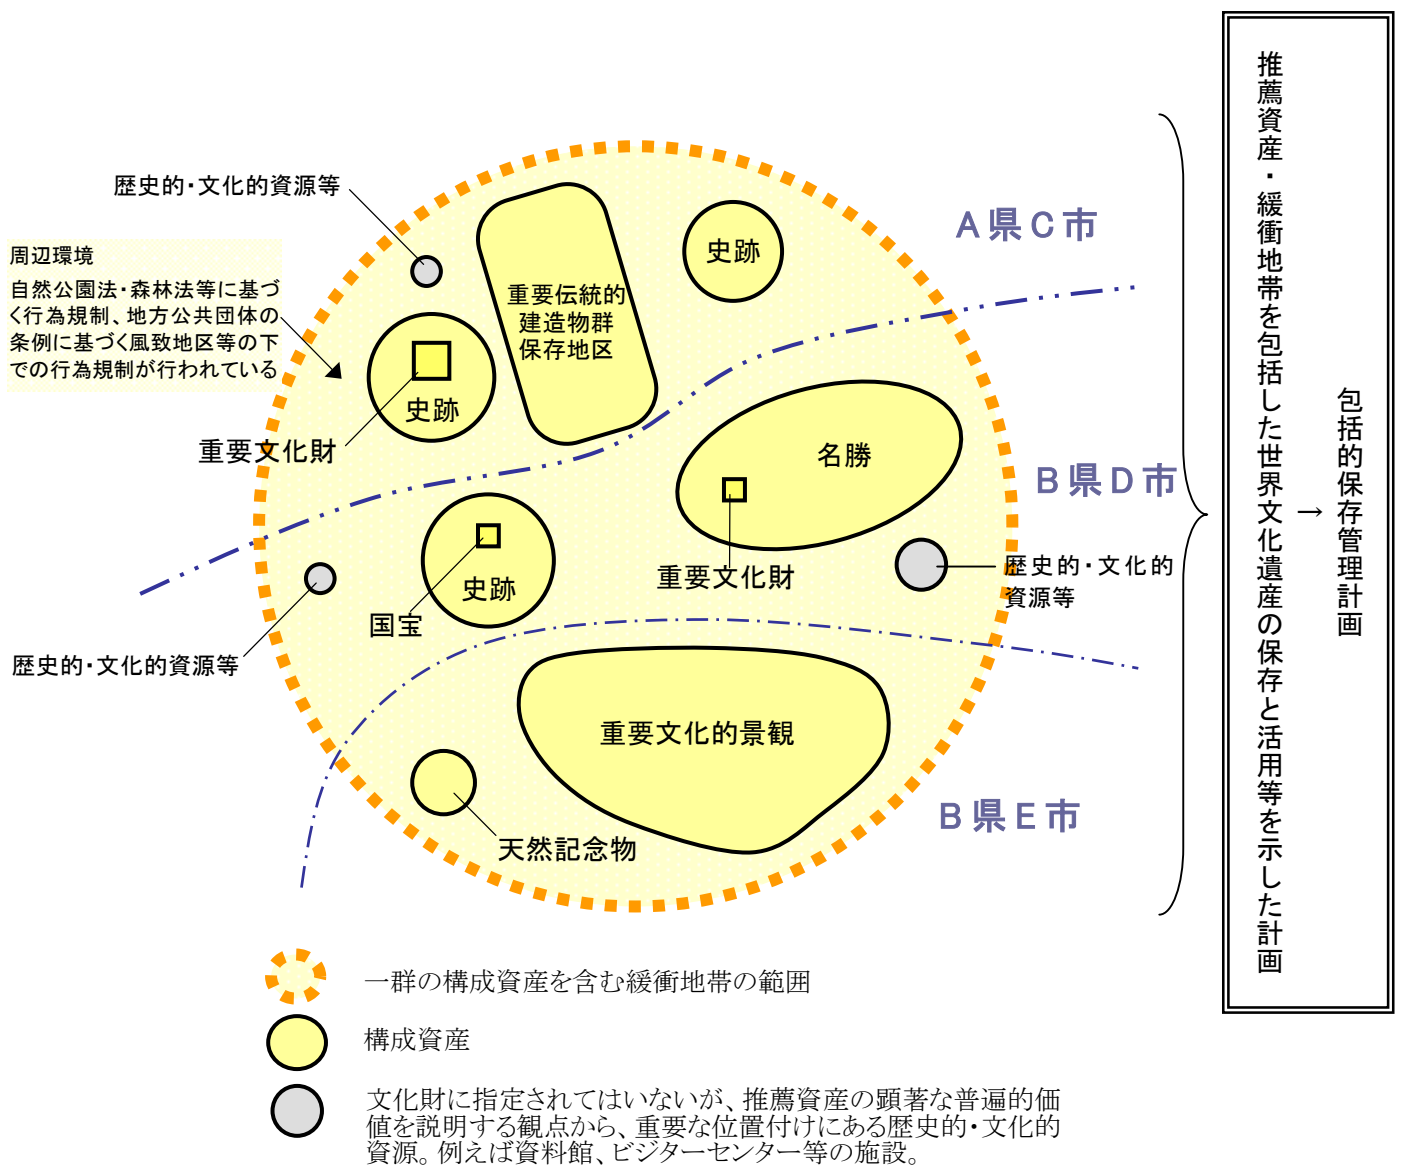 推薦資産・緩衝地帯を包括した世界文化遺産の保存と活用等を示した計画
→
包括的保存管理計画
歴史的・文化的資源等
周辺環境
自然公園法・森林法等に基づ
く行為規制、地方公共団体の
条例に基づく風致地区等の下
での行為規制が行われている
重要伝統的
建造物群
保存地区
史跡
A県C市
史跡
重要文化財
名勝
B県D市
重要文化財
史跡
国宝
歴史的・文化的
資源等
歴史的・文化的資源等
重要文化的景観
B県E市
天然記念物
一群の構成資産を含む緩衝地帯の範囲
構成資産
文化財に指定されてはいないが、推薦資産の顕著な普遍的価
値を説明する観点から、重要な位置付けにある歴史的・文化的
資源。例えば資料館、ビジターセンター等の施設。